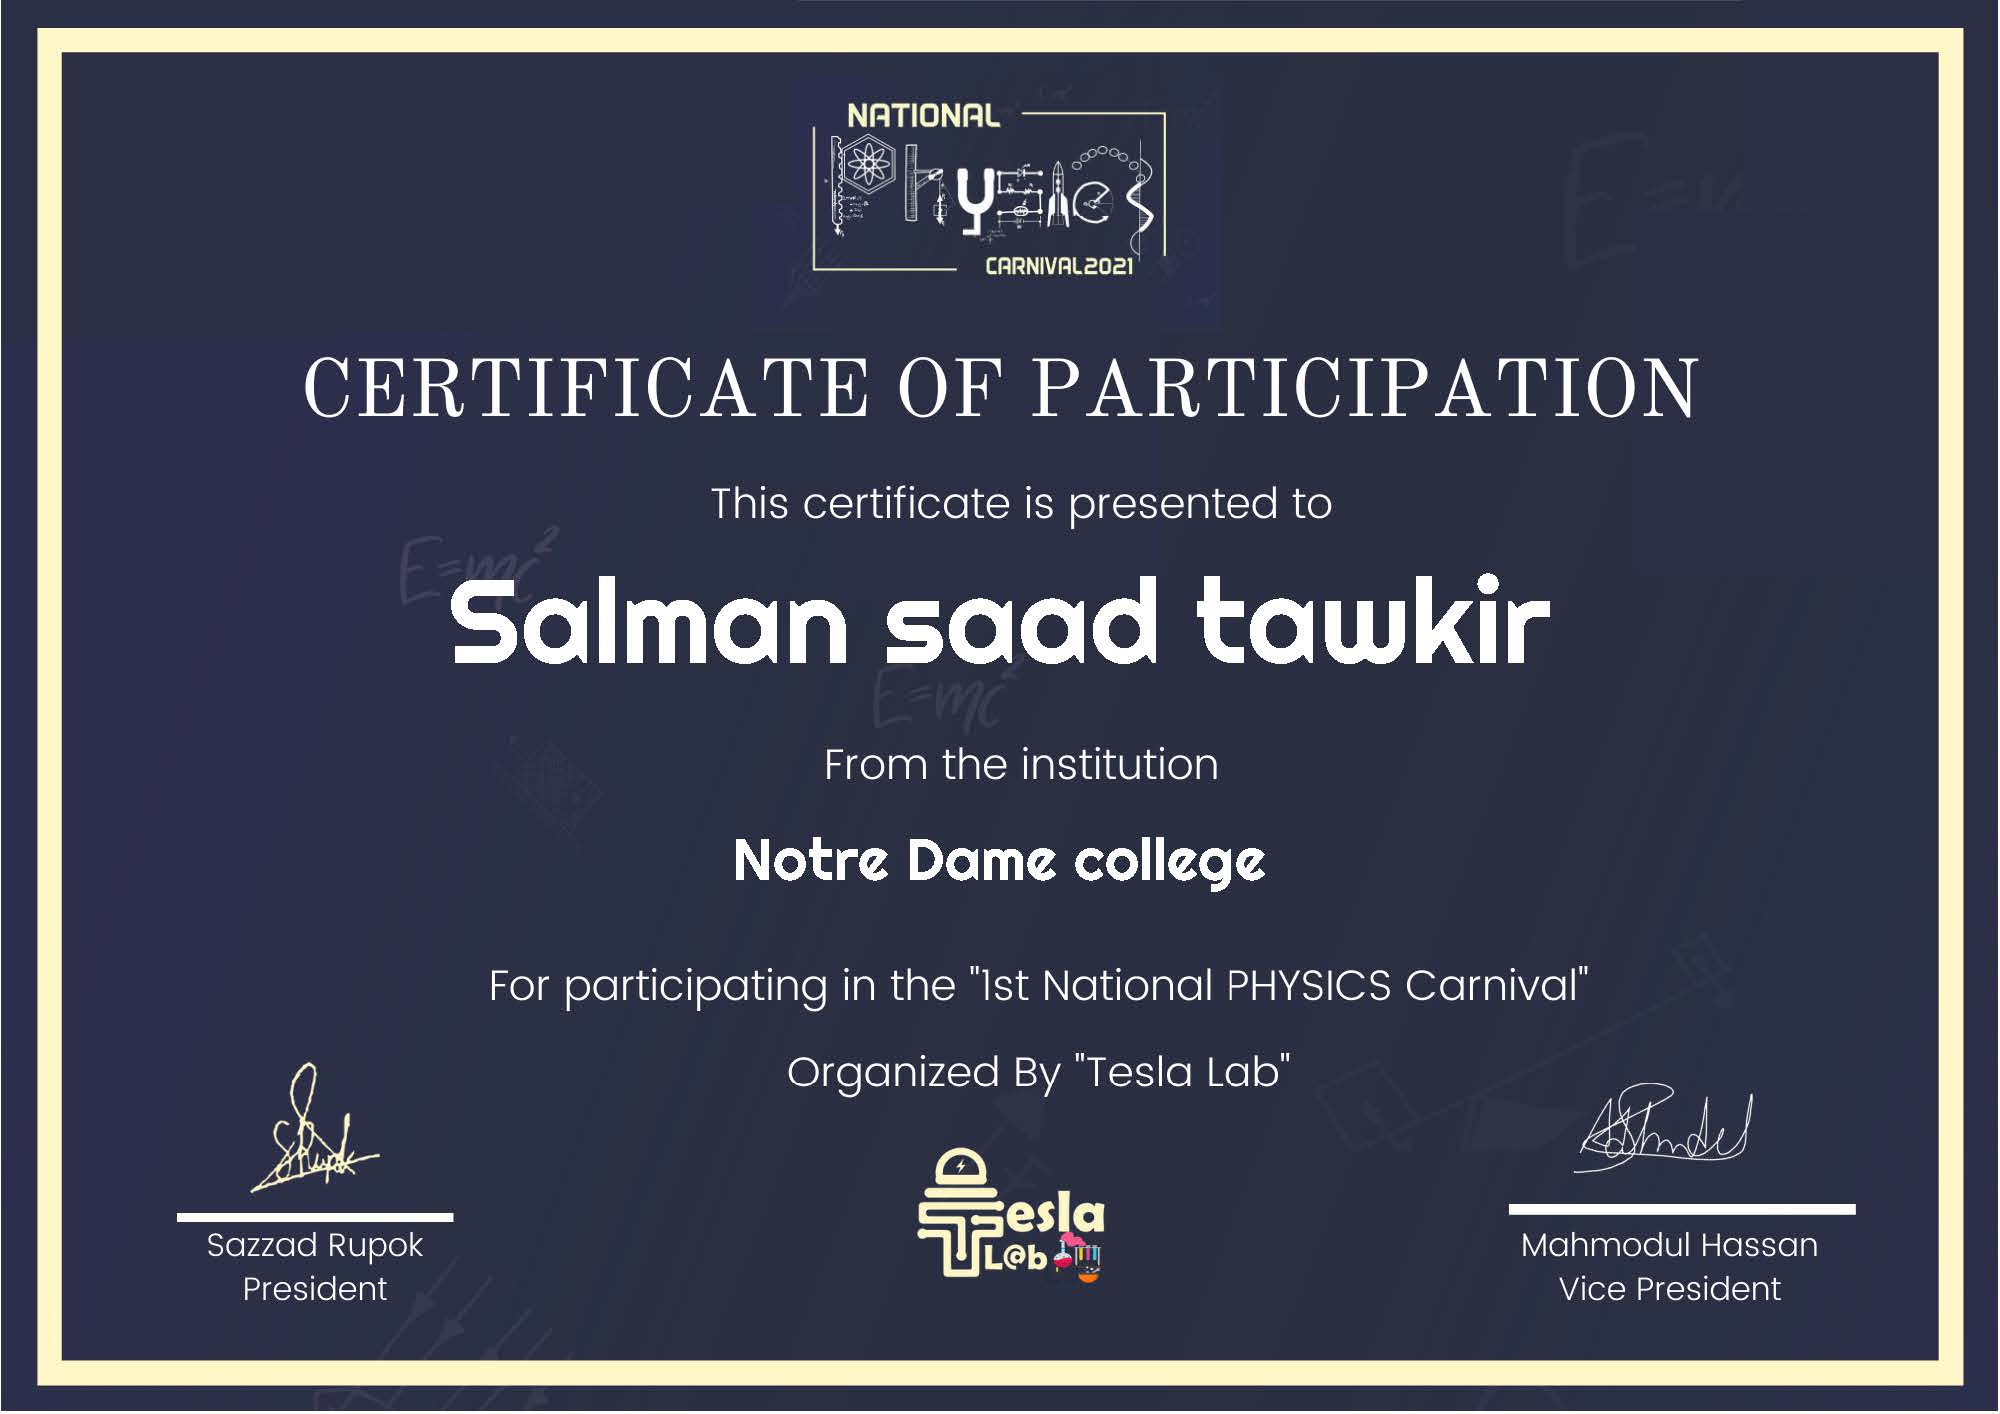 NATIONAL
Physics
CARNIVAL2021
CERTIFICATE OF PARTICIPATION
This certificate is presented to
E=mc²
Salman saad tawkir
E=mc²
From the institution
Notre Dame college
For participating in the "1st National PHYSICS Carnival"
Organized By "Tesla Lab"
Tesla
L@b
Sazzad Rupok
President
Mahmodul Hassan
Vice President